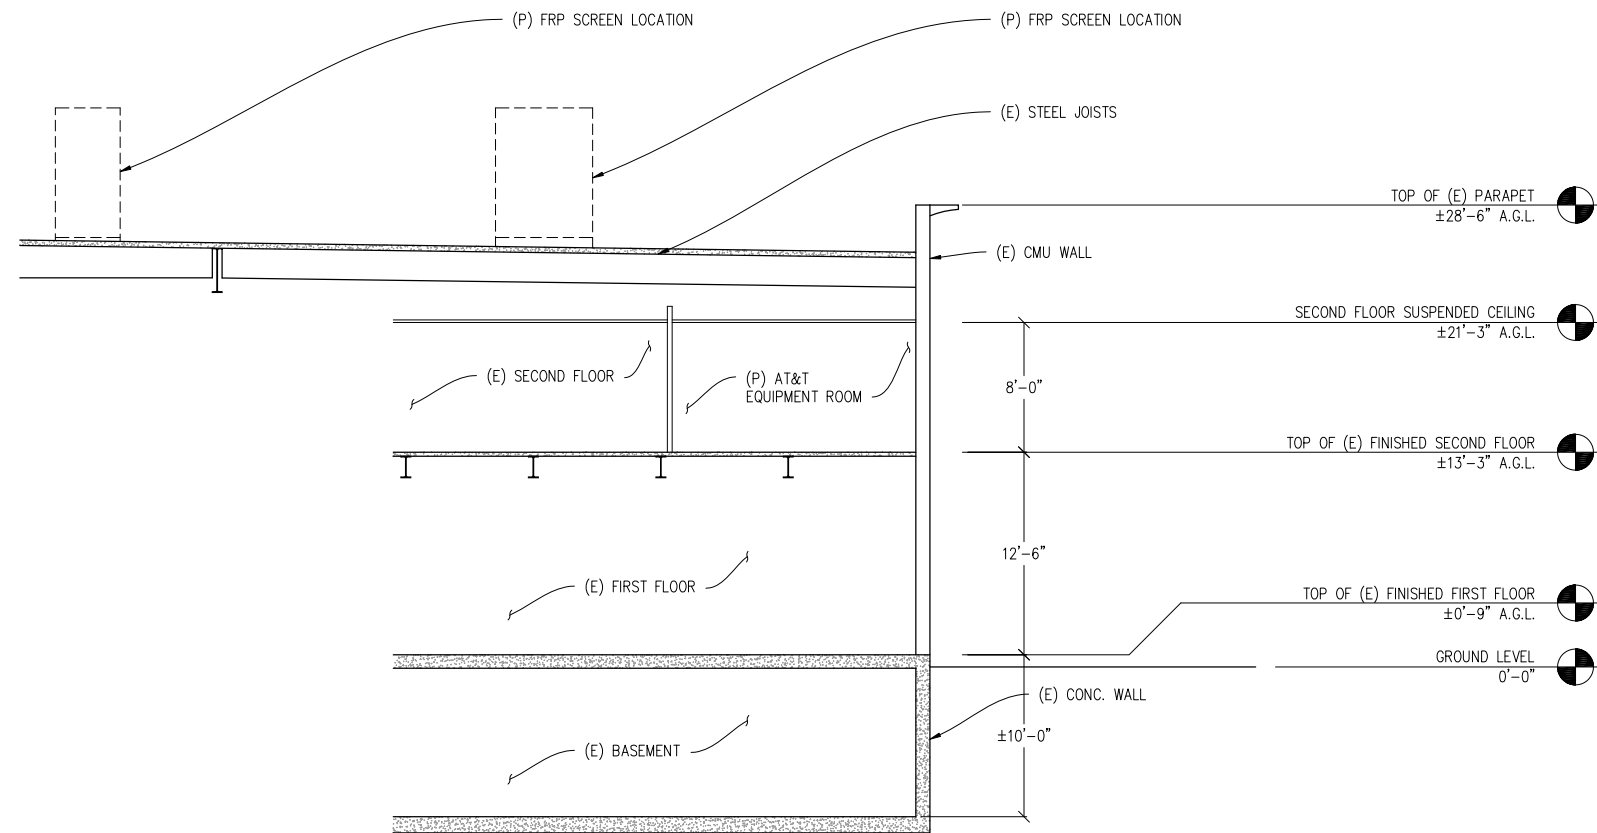 (P) FRP SCREEN LOCATION
(P) FRP SCREEN LOCATION
(E) STEEL JOISTS
TOP OF (E) PARAPET
±28'-6" A.G.L.
(E) CMU WALL
SECOND FLOOR SUSPENDED CEILING
±21'-3" A.G.L.
(E) SECOND FLOOR
(P) AT&T
EQUIPMENT ROOM
8'-0"
TOP OF (E) FINISHED SECOND FLOOR
±13'-3" A.G.L.
12'-6"
(E) FIRST FLOOR
TOP OF (E) FINISHED FIRST FLOOR
±0'-9" A.G.L.
GROUND LEVEL
0'-0"
(E) CONC. WALL
±10'-0"
(E) BASEMENT